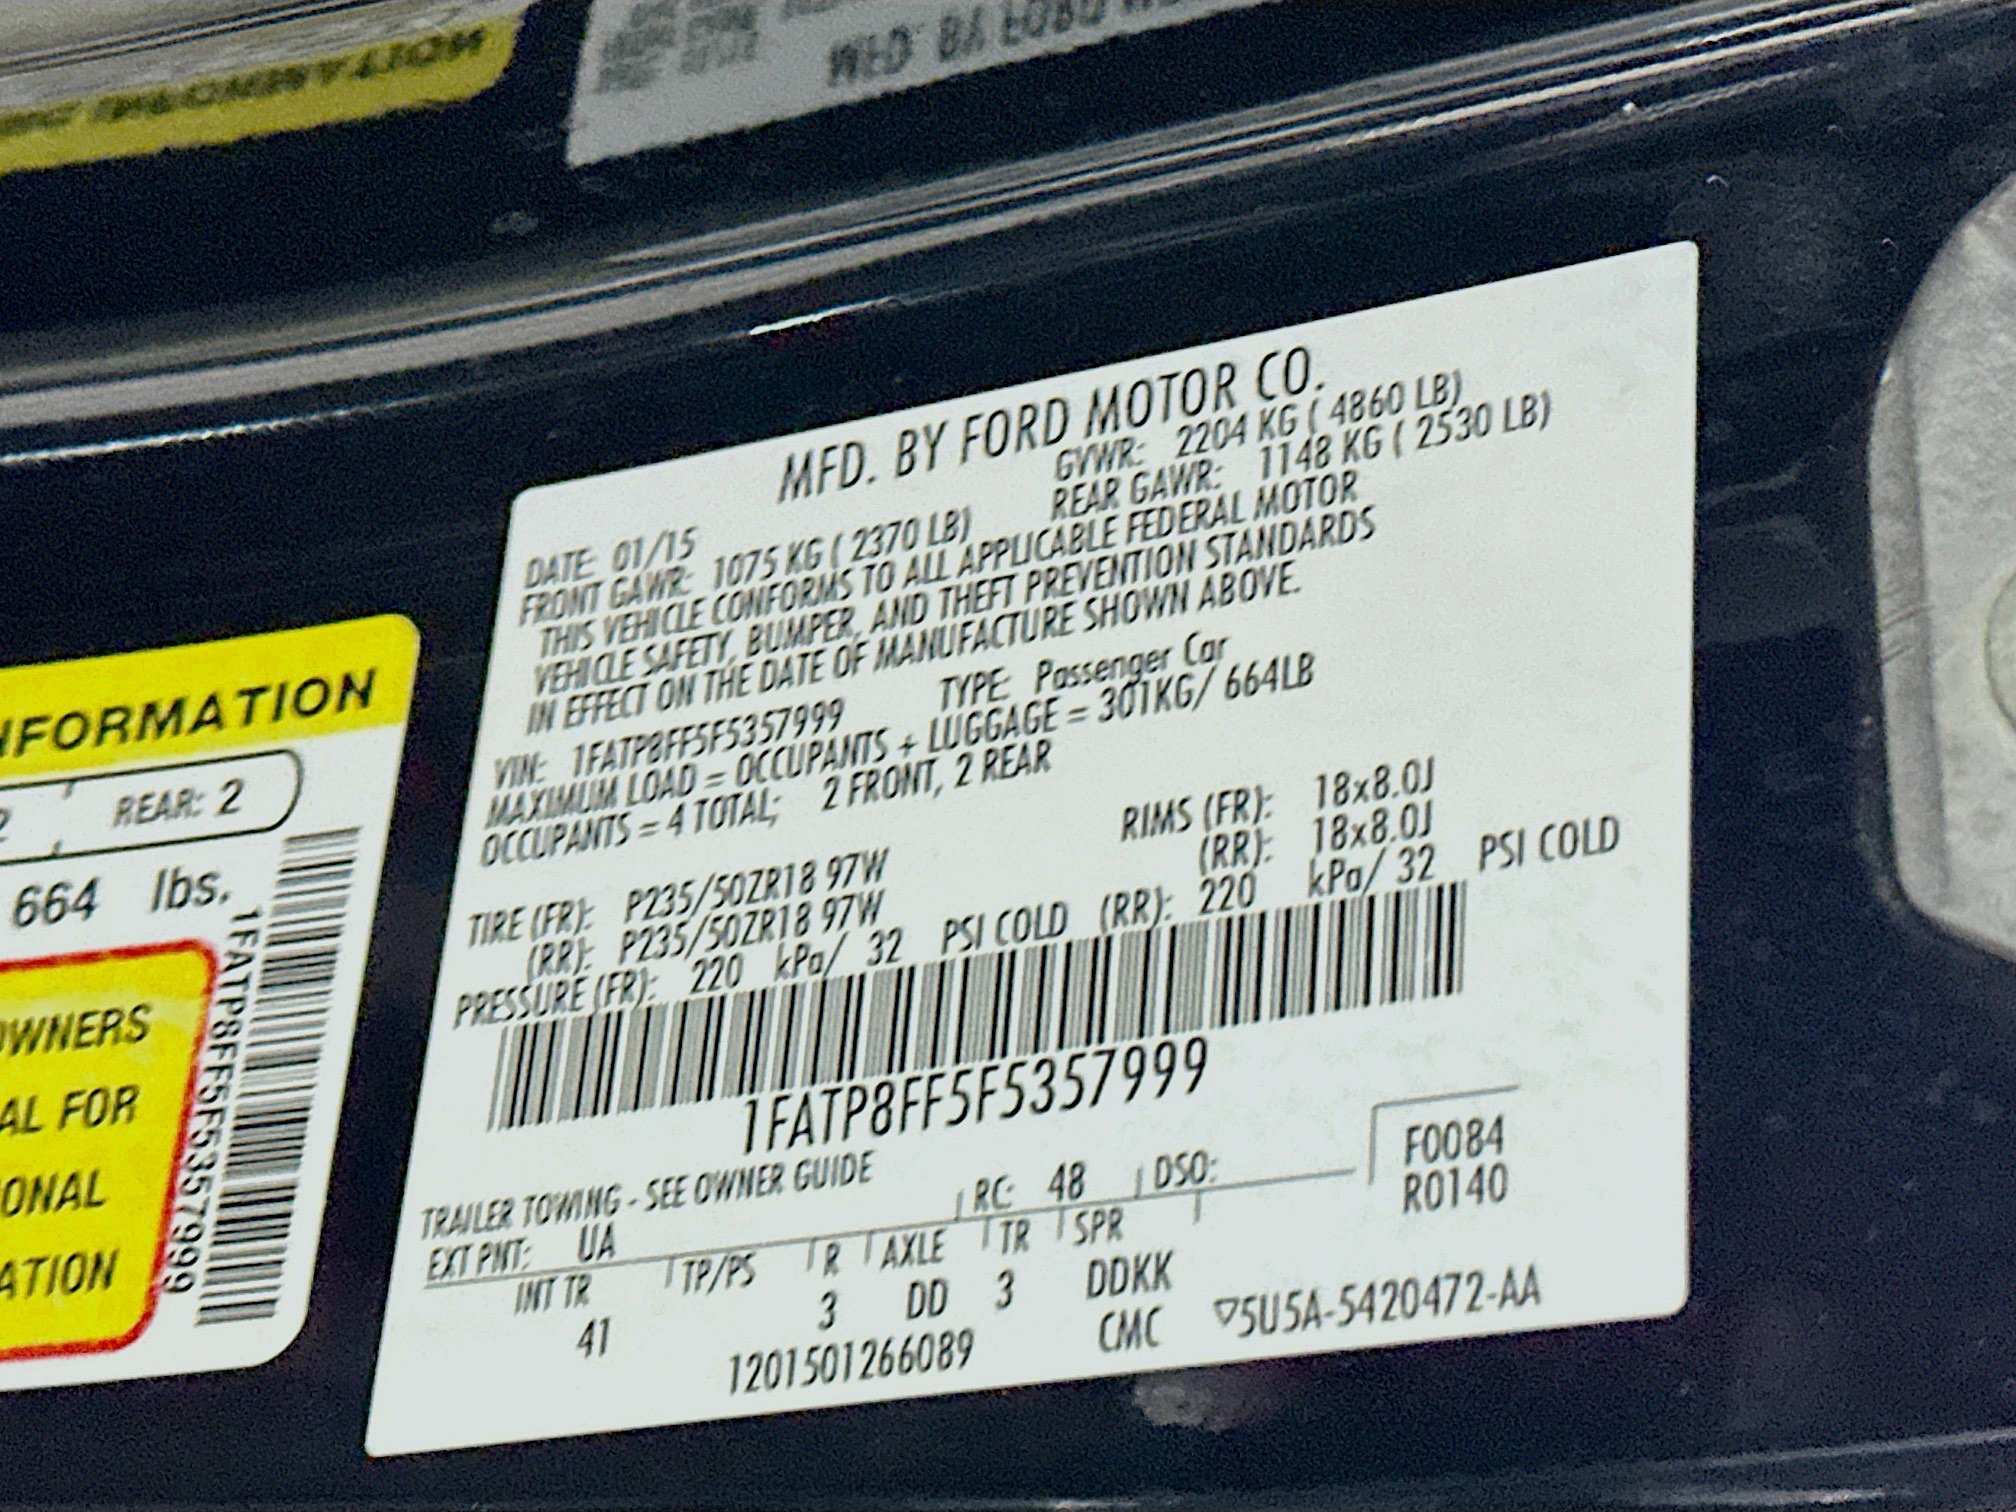 MFD. BY FORD MOTOR CO.
DATE: 01/15 GVWR: 2204 KG ( 4860 LB)
FRONT GAWR: 1075 KG ( 2370 LB) REAR GAWR: 1148 KG ( 2530 LB)
THIS VEHICLE CONFORMS TO ALL APPLICABLE FEDERAL MOTOR
VEHICLE SAFETY, BUMPER, AND THEFT PREVENTION STANDARDS
IN EFFECT ON THE DATE OF MANUFACTURE SHOWN ABOVE.
VIN: 1FATP8FF5F5357999 TYPE: Passenger Car
MAXIMUM LOAD = OCCUPANTS + LUGGAGE = 301KG/ 664LB
OCCUPANTS = 4 TOTAL; 2 FRONT, 2 REAR
TIRE (FR): P235/50ZR18 97W RIMS (FR): 18x8.0J
(RR): P235/50ZR18 97W (RR): 18x8.0J
PRESSURE (FR): 220 kPa/ 32 PSI COLD (RR): 220 kPa/ 32 PSI COLD
1FATP8FF5F5357999
TRAILER TOWING - SEE OWNER GUIDE
EXT PNT: UA RC: 48 DSO:
F0084
R0140
INT TR TP/PS R AXLE TR SPR
41 3 DD 3 DDKK
1201501266089 CMC ▽5U5A-5420472-AA
NFORMATION
2 REAR: 2
664 lbs.
OWNERS
AL FOR
ONAL
ATION
1FATP8FF5F5357999
MFD. BY FORD
INFORMATION